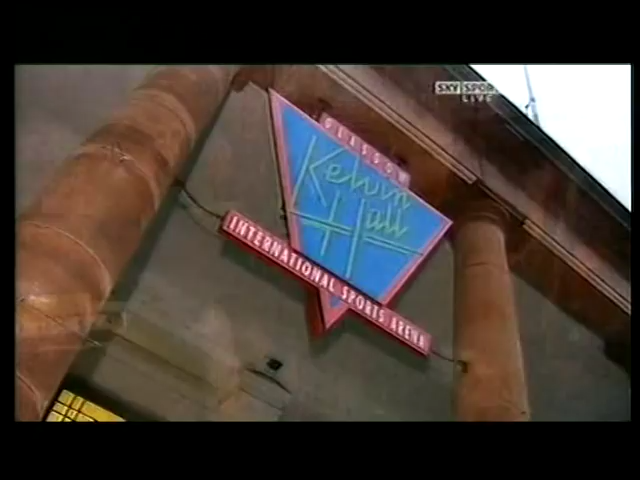 SKY SPORTS
LIVE
GLASGOW
Kelvin
Hall
INTERNATIONAL SPORTS ARENA